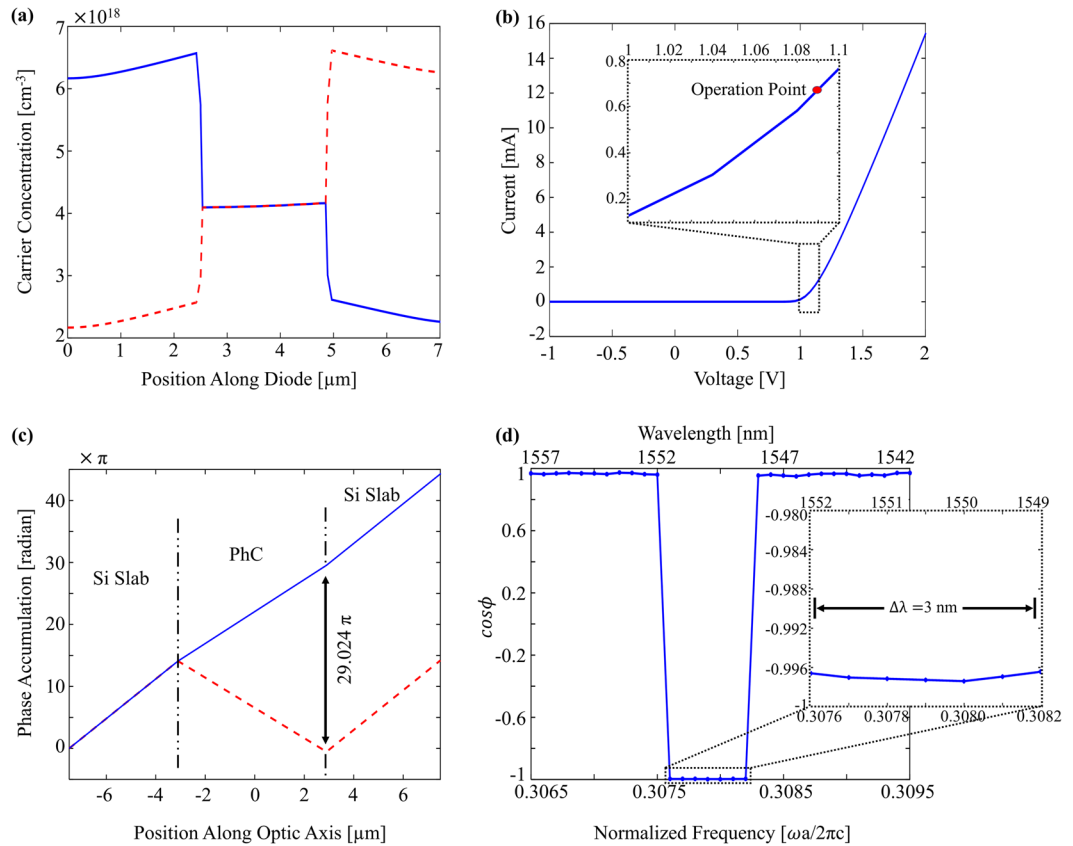 (a)
×10^18
7
6
5
4
3
2
Carrier Concentration [cm-3]
0 1 2 3 4 5 6 7
Position Along Diode [µm]
(b)
16
14
12
10
8
6
4
2
0
-2
Current [mA]
1 1.02 1.04 1.06 1.08 1.1
0.8
0.6
0.4
0.2
Operation Point
-1 -0.5 0 0.5 1 1.5 2
Voltage [V]
(c)
× π
40
30
20
10
0
Phase Accumulation [radian]
Si Slab
PhC
Si Slab
29.024 π
-6 -4 -2 0 2 4 6
Position Along Optic Axis [µm]
(d)
Wavelength [nm]
1557 1552 1547 1542
1
0.6
0.2
-0.2
-0.6
-1
cosϕ
1552 1551 1550 1549
-0.980
-0.984
-0.988
-0.992
-0.996
-1
Δλ =3 nm
0.3076 0.3078 0.3080 0.3082
0.3065 0.3075 0.3085 0.3095
Normalized Frequency [ωa/2πc]